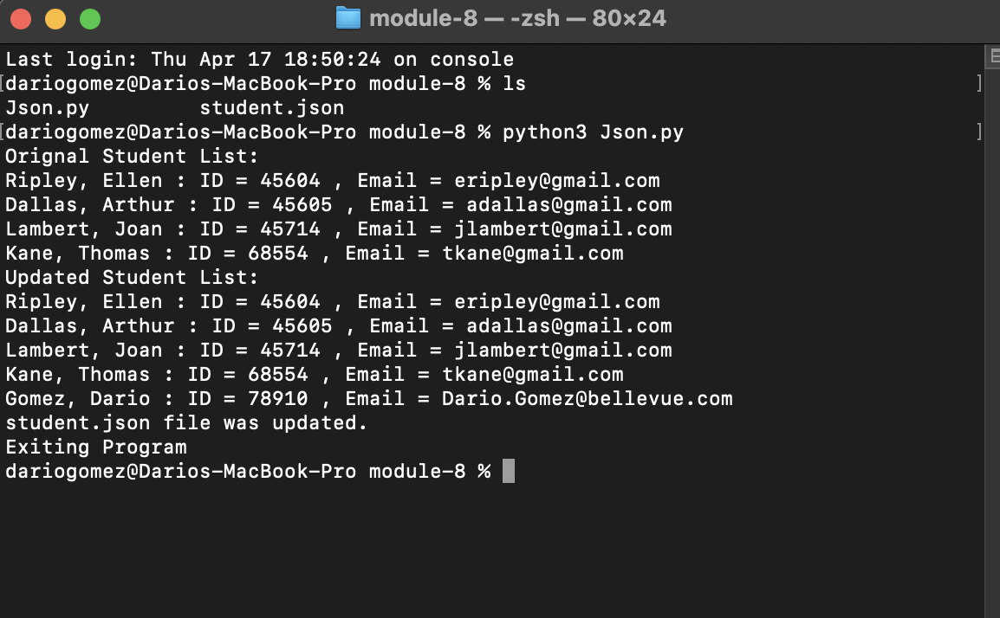 module-8 — -zsh — 80×24
Last login: Thu Apr 17 18:50:24 on console
[dariogomez@Darios-MacBook-Pro module-8 % ls ]
Json.py student.json
[dariogomez@Darios-MacBook-Pro module-8 % python3 Json.py ]
Orignal Student List:
Ripley, Ellen : ID = 45604 , Email = eripley@gmail.com
Dallas, Arthur : ID = 45605 , Email = adallas@gmail.com
Lambert, Joan : ID = 45714 , Email = jlambert@gmail.com
Kane, Thomas : ID = 68554 , Email = tkane@gmail.com
Updated Student List:
Ripley, Ellen : ID = 45604 , Email = eripley@gmail.com
Dallas, Arthur : ID = 45605 , Email = adallas@gmail.com
Lambert, Joan : ID = 45714 , Email = jlambert@gmail.com
Kane, Thomas : ID = 68554 , Email = tkane@gmail.com
Gomez, Dario : ID = 78910 , Email = Dario.Gomez@bellevue.com
student.json file was updated.
Exiting Program
dariogomez@Darios-MacBook-Pro module-8 %